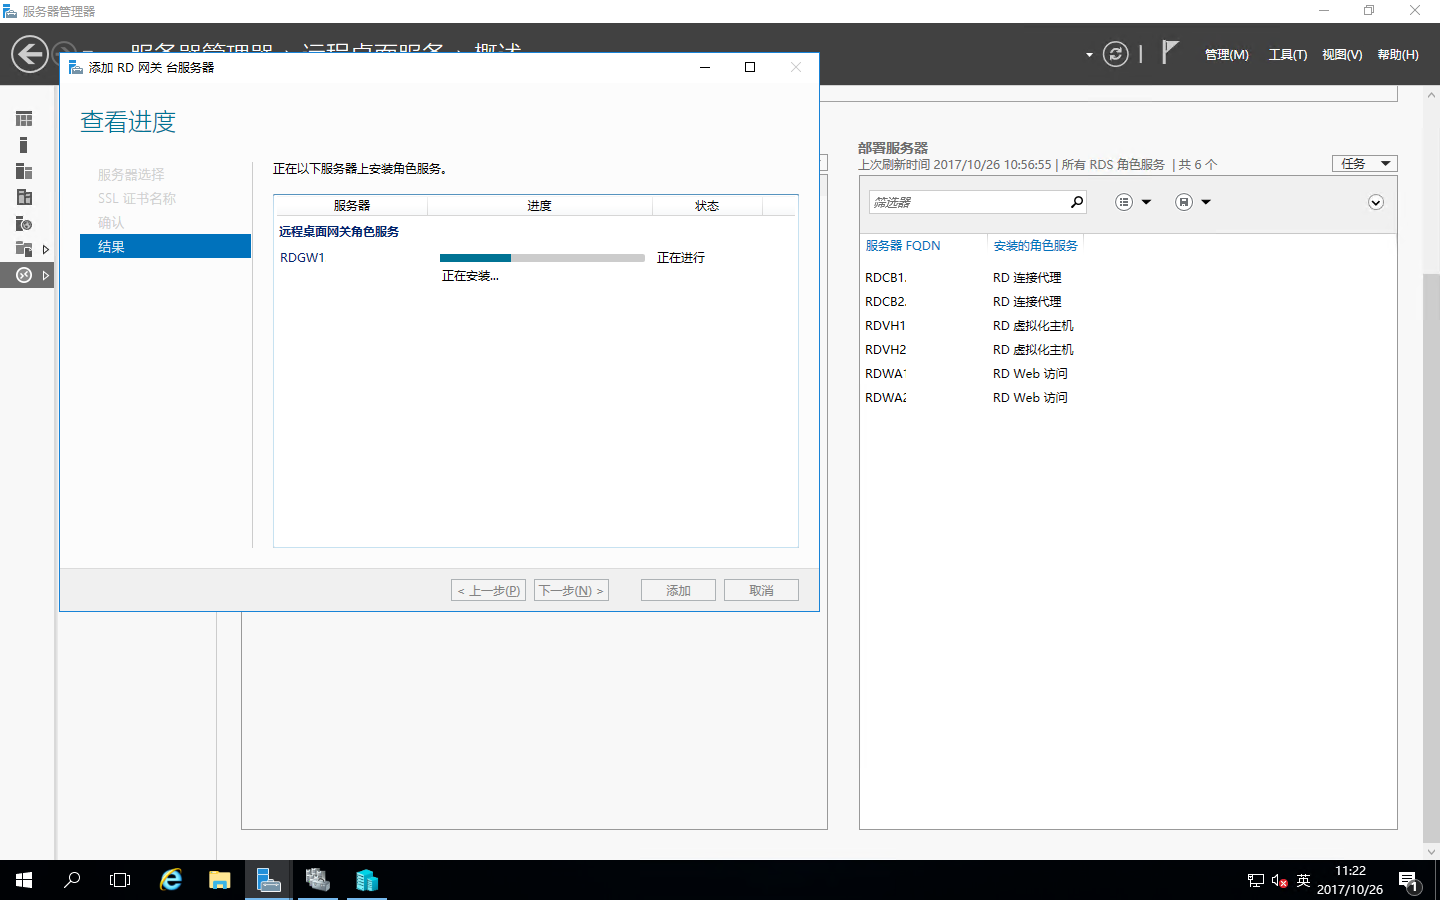 服务器管理器
服务器管理器 › 远程桌面服务 › 概述
管理(M) 工具(T) 视图(V) 帮助(H)
添加 RD 网关 台服务器
查看进度
服务器选择
SSL 证书名称
确认
结果
正在以下服务器上安装角色服务。
服务器 进度 状态
远程桌面网关角色服务
RDGW1 正在进行
正在安装...
< 上一步(P) 下一步(N) > 添加 取消
部署服务器
上次刷新时间 2017/10/26 10:56:55 | 所有 RDS 角色服务 | 共 6 个
任务
筛选器
服务器 FQDN 安装的角色服务
RDCB1. RD 连接代理
RDCB2. RD 连接代理
RDVH1 RD 虚拟化主机
RDVH2 RD 虚拟化主机
RDWA1 RD Web 访问
RDWA2 RD Web 访问
英
11:22
2017/10/26
1